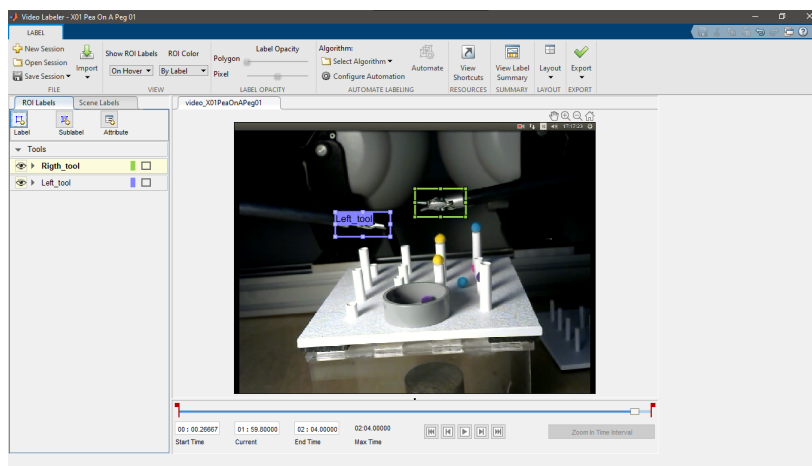 Video Labeler - X01 Pea On A Peg 01
LABEL
New Session
Open Session
Save Session
Import
Show ROI Labels
ROI Color
On Hover
By Label
Label Opacity
Polygon
Pixel
Algorithm:
Select Algorithm
Configure Automation
Automate
View Shortcuts
View Label Summary
Layout
Export
FILE
VIEW
LABEL OPACITY
AUTOMATE LABELING
RESOURCES
SUMMARY
LAYOUT
EXPORT
ROI Labels
Scene Labels
video_X01PeaOnAPeg01
Label
Sublabel
Attribute
Tools
Rigth_tool
Left_tool
17:17:23
Left_tool
00 : 00.26667
01 : 59.80000
02 : 04.00000
02:04.00000
Start Time
Current
End Time
Max Time
Zoom In Time Interval